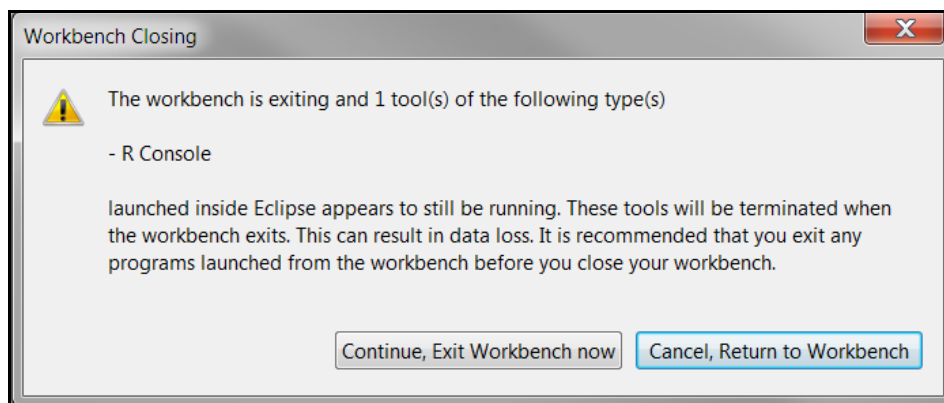 Workbench Closing
The workbench is exiting and 1 tool(s) of the following type(s)
- R Console
launched inside Eclipse appears to still be running. These tools will be terminated when
the workbench exits. This can result in data loss. It is recommended that you exit any
programs launched from the workbench before you close your workbench.
Continue, Exit Workbench now
Cancel, Return to Workbench